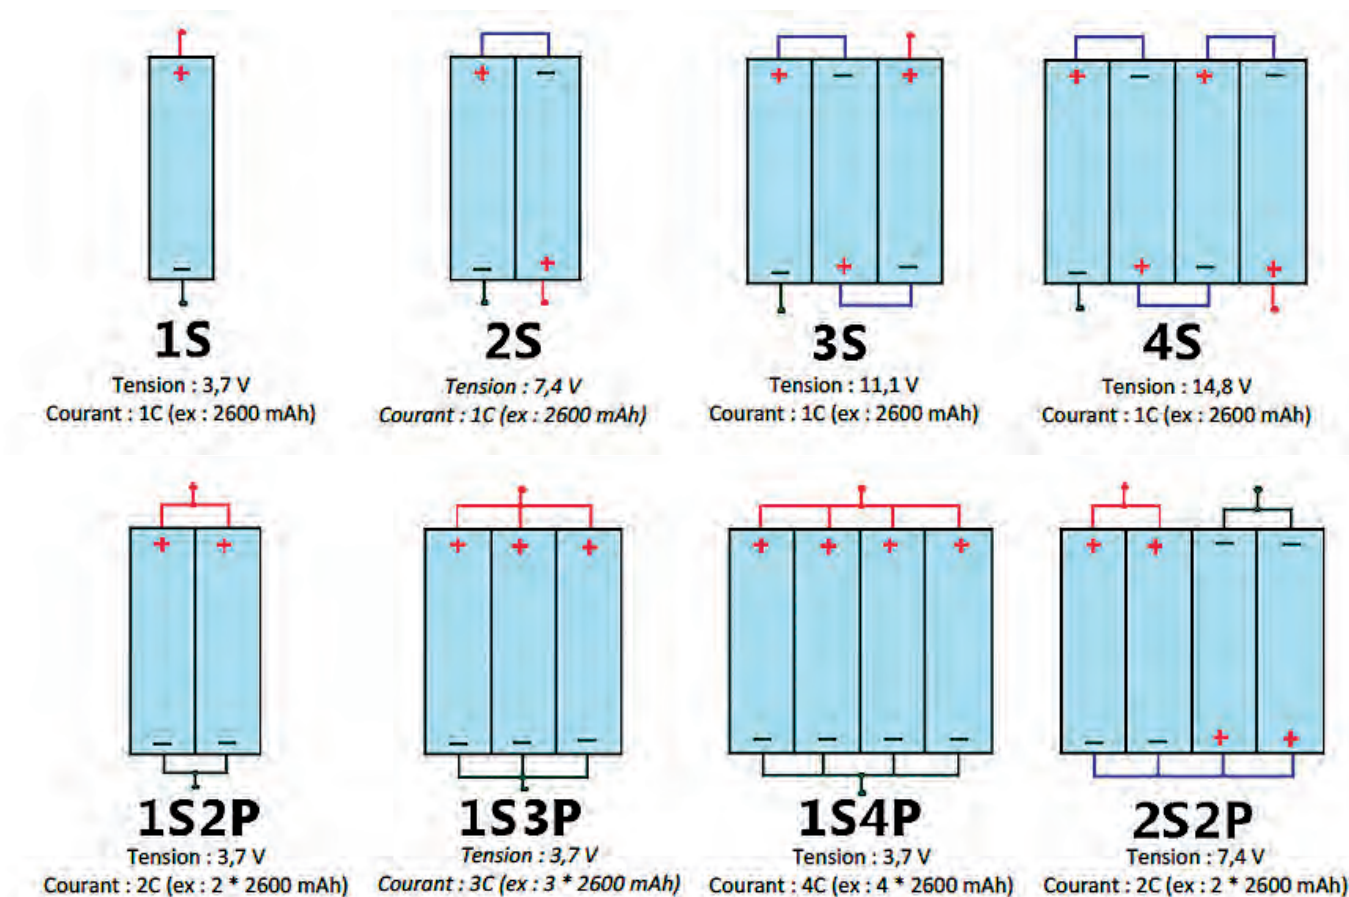 1S
Tension : 3,7 V
Courant : 1C (ex : 2600 mAh)
2S
Tension : 7,4 V
Courant : 1C (ex : 2600 mAh)
3S
Tension : 11,1 V
Courant : 1C (ex : 2600 mAh)
4S
Tension : 14,8 V
Courant : 1C (ex : 2600 mAh)
1S2P
Tension : 3,7 V
Courant : 2C (ex : 2 * 2600 mAh)
1S3P
Tension : 3,7 V
Courant : 3C (ex : 3 * 2600 mAh)
1S4P
Tension : 3,7 V
Courant : 4C (ex : 4 * 2600 mAh)
2S2P
Tension : 7,4 V
Courant : 2C (ex : 2 * 2600 mAh)